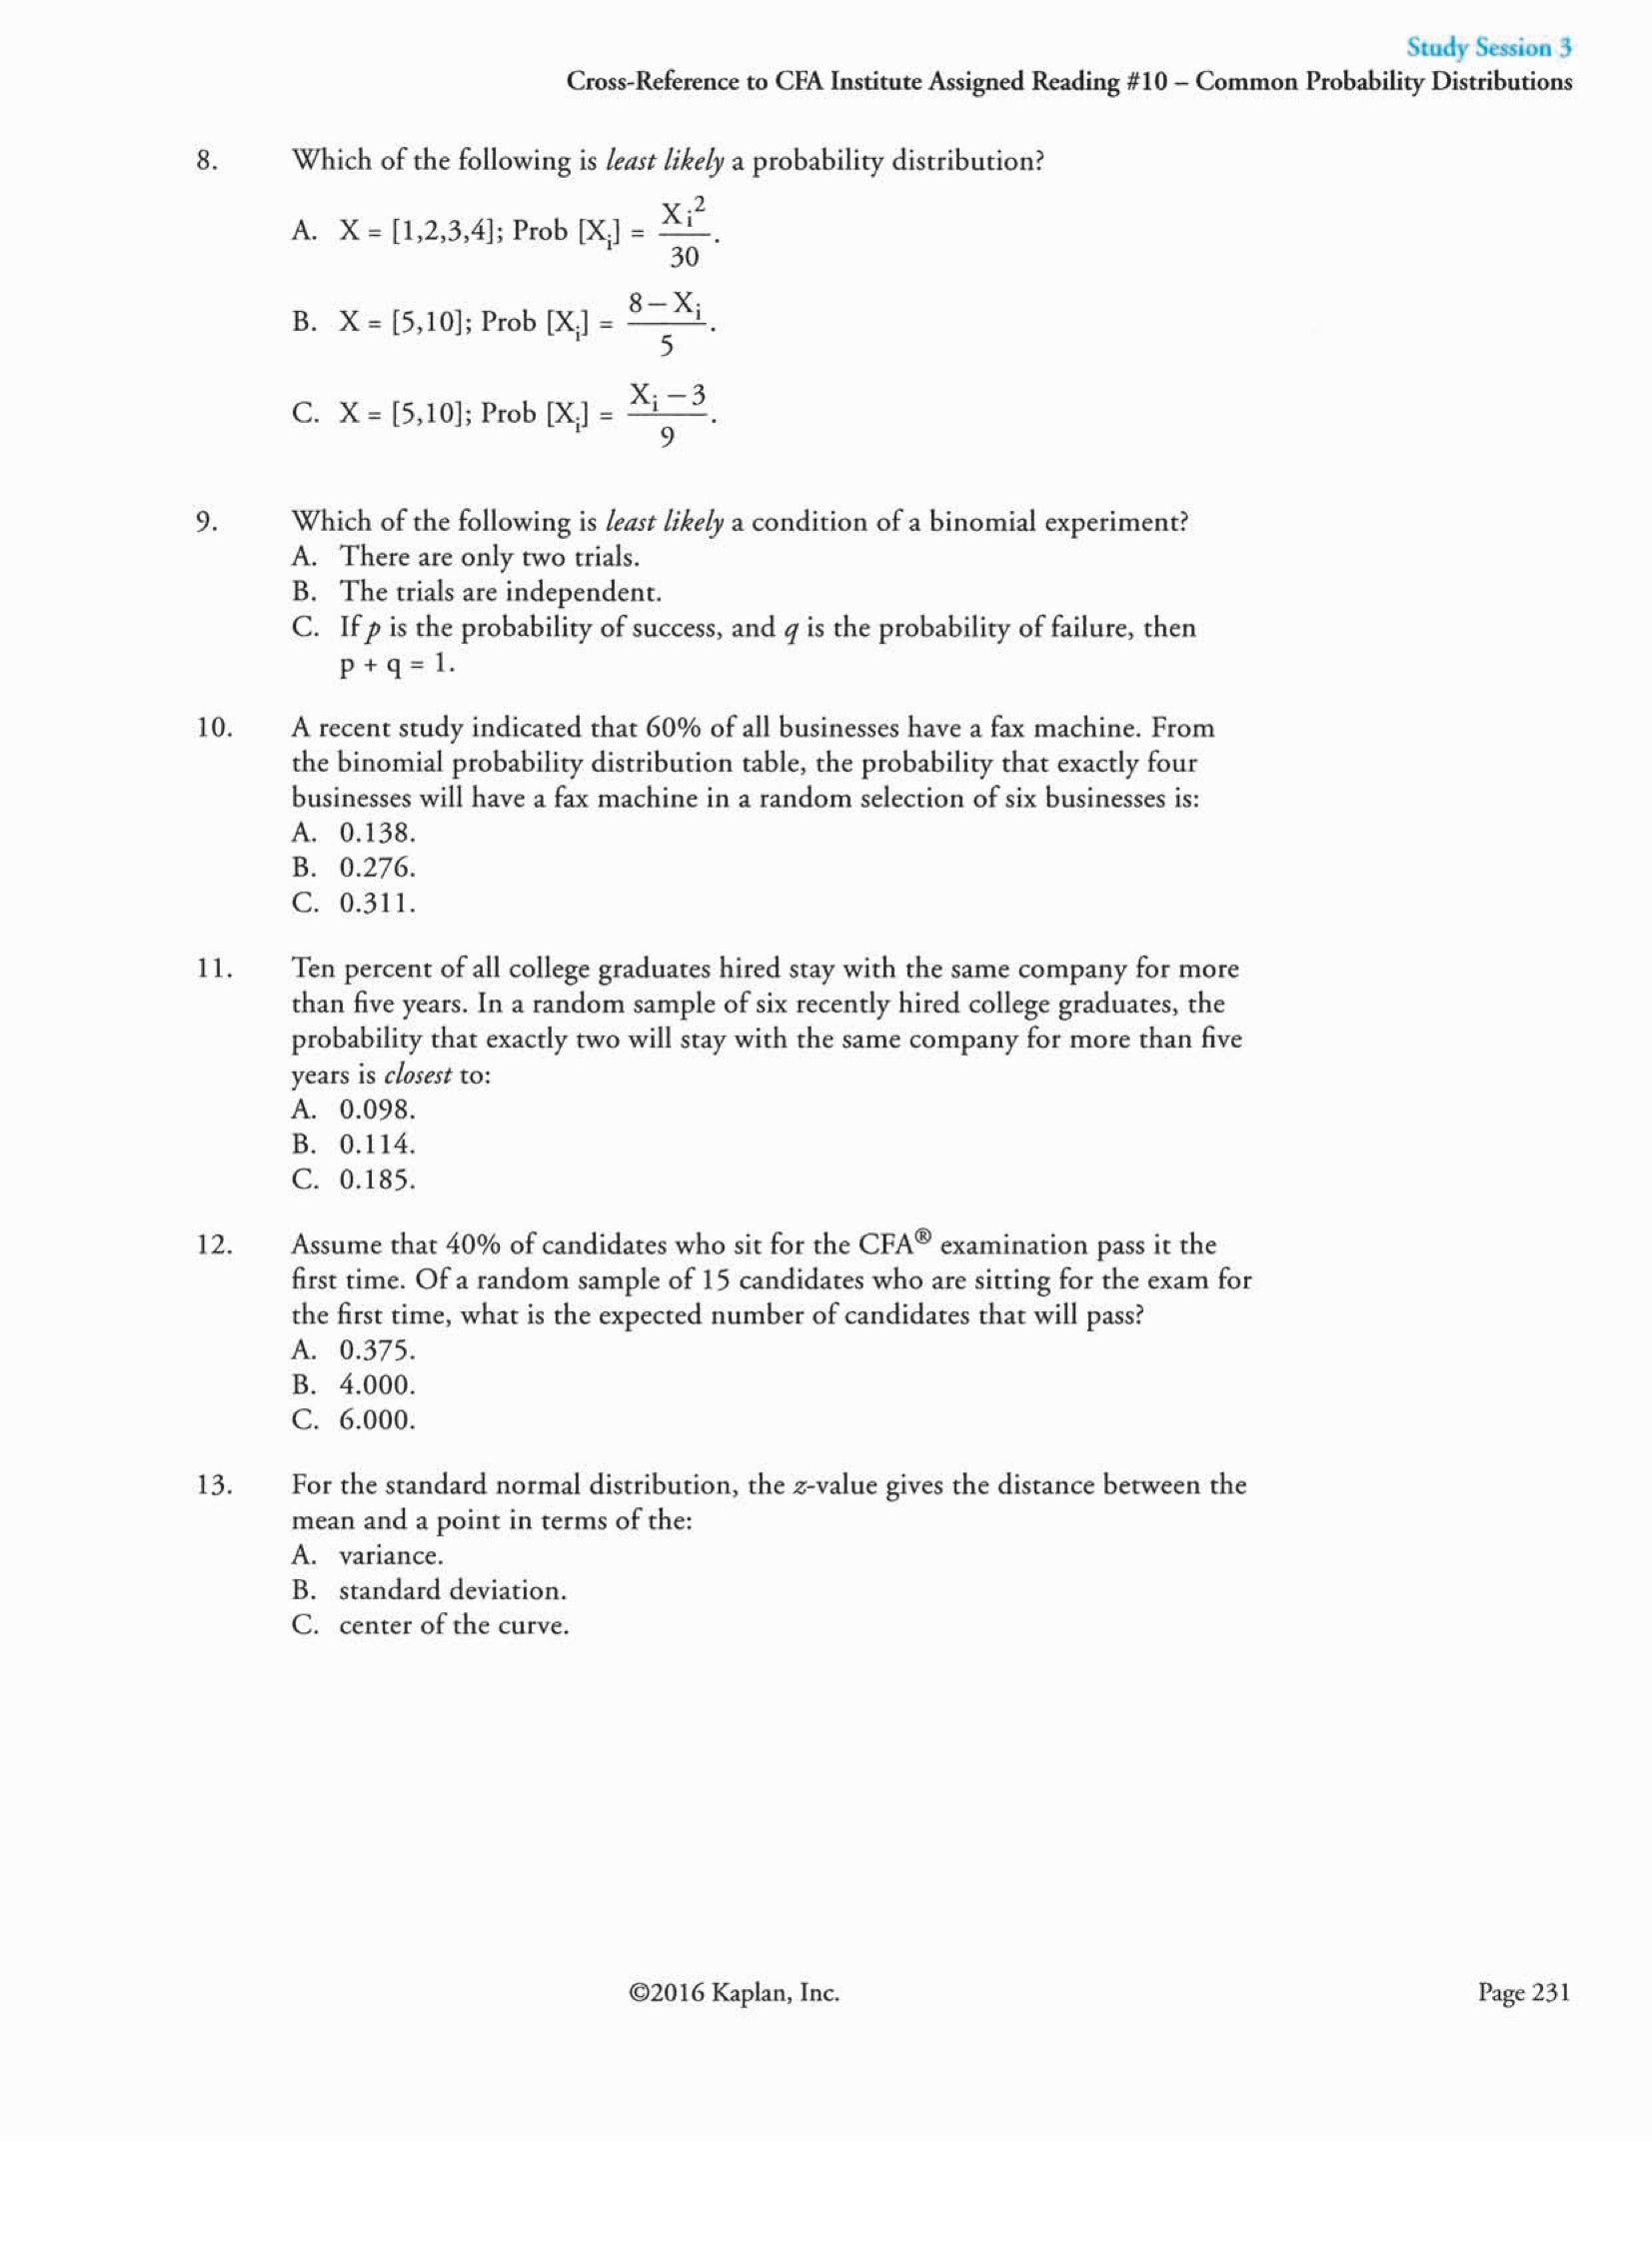 Study Session 3
Cross-Reference to CFA Institute Assigned Reading #10 – Common Probability Distributions
8. Which of the following is least likely a probability distribution?
A. X = [1,2,3,4]; Prob [Xi] = Xi²/30.
B. X = [5,10]; Prob [Xi] = (8 – Xi)/5.
C. X = [5,10]; Prob [Xi] = (Xi – 3)/9.
9. Which of the following is least likely a condition of a binomial experiment?
A. There are only two trials.
B. The trials are independent.
C. If p is the probability of success, and q is the probability of failure, then
p + q = 1.
10. A recent study indicated that 60% of all businesses have a fax machine. From
the binomial probability distribution table, the probability that exactly four
businesses will have a fax machine in a random selection of six businesses is:
A. 0.138.
B. 0.276.
C. 0.311.
11. Ten percent of all college graduates hired stay with the same company for more
than five years. In a random sample of six recently hired college graduates, the
probability that exactly two will stay with the same company for more than five
years is closest to:
A. 0.098.
B. 0.114.
C. 0.185.
12. Assume that 40% of candidates who sit for the CFA® examination pass it the
first time. Of a random sample of 15 candidates who are sitting for the exam for
the first time, what is the expected number of candidates that will pass?
A. 0.375.
B. 4.000.
C. 6.000.
13. For the standard normal distribution, the z-value gives the distance between the
mean and a point in terms of the:
A. variance.
B. standard deviation.
C. center of the curve.
©2016 Kaplan, Inc.
Page 231